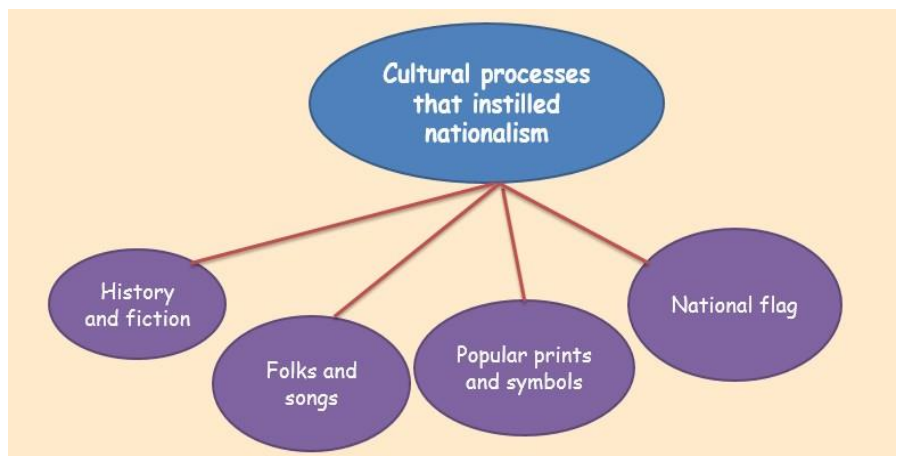 Cultural processes
that instilled
nationalism
History
and fiction
Folks and
songs
Popular prints
and symbols
National flag